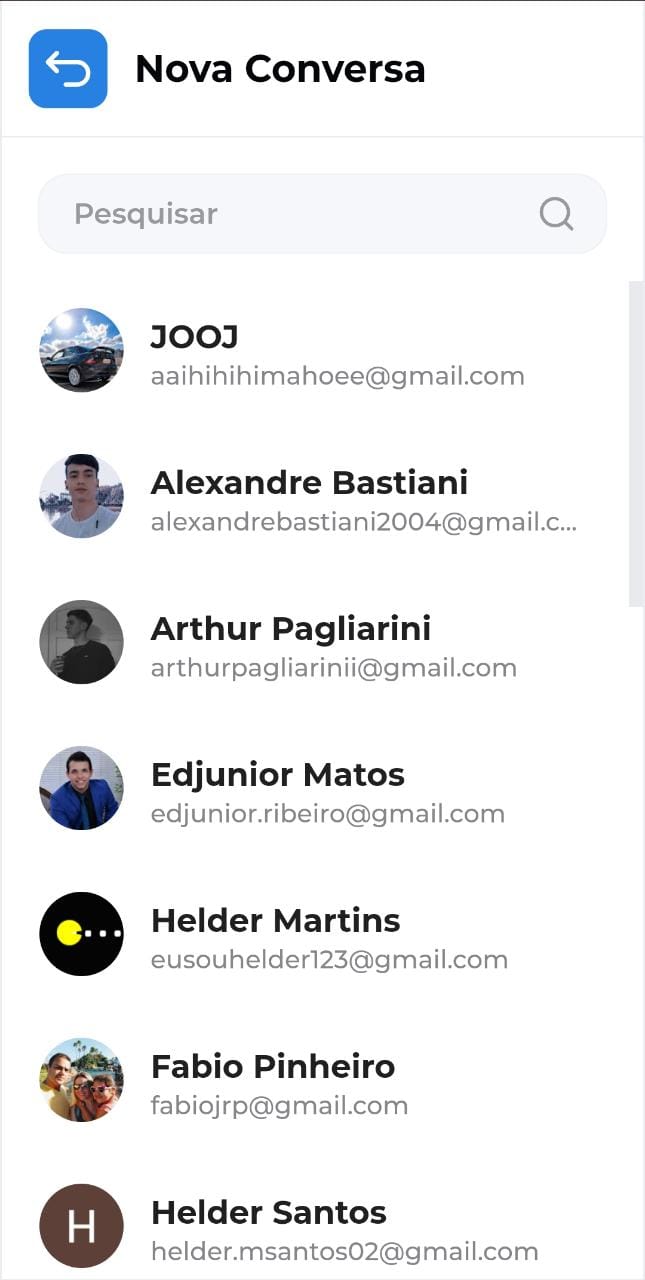 Nova Conversa
Pesquisar
JOOJ
aaihihihimahoee@gmail.com
Alexandre Bastiani
alexandrebastiani2004@gmail.c...
Arthur Pagliarini
arthurpagliarinii@gmail.com
Edjunior Matos
edjunior.ribeiro@gmail.com
Helder Martins
eusouhelder123@gmail.com
Fabio Pinheiro
fabiojrp@gmail.com
H
Helder Santos
helder.msantos02@gmail.com